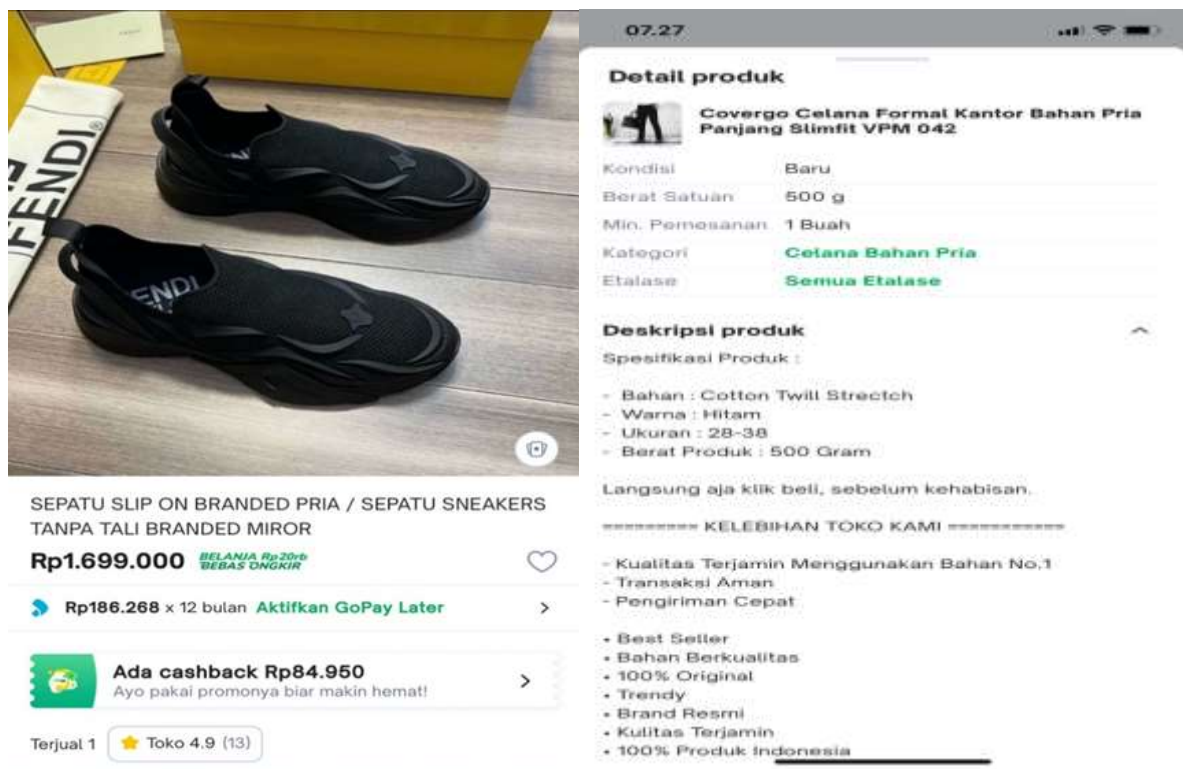 FENDI
FENDI
SEPATU SLIP ON BRANDED PRIA / SEPATU SNEAKERS
TANPA TALI BRANDED MIROR
Rp1.699.000 BELANJA Rp20rb
BEBAS ONGKIR
Rp186.268 x 12 bulan Aktifkan GoPay Later
Ada cashback Rp84.950
Ayo pakai promonya biar makin hemat!
Terjual 1 Toko 4.9 (13)
07.27
Detail produk
Covergo Celana Formal Kantor Bahan Pria
Panjang Slimfit VPM 042
Kondisi Baru
Berat Satuan 500 g
Min. Pemesanan 1 Buah
Kategori Celana Bahan Pria
Etalase Semua Etalase
Deskripsi produk
Spesifikasi Produk :
- Bahan : Cotton Twill Strectch
- Warna : Hitam
- Ukuran : 28-38
- Berat Produk : 500 Gram
Langsung aja klik beli, sebelum kehabisan.
========= KELEBIHAN TOKO KAMI ===========
- Kualitas Terjamin Menggunakan Bahan No.1
- Transaksi Aman
- Pengiriman Cepat
• Best Seller
• Bahan Berkualitas
• 100% Original
• Trendy
• Brand Resmi
• Kulitas Terjamin
• 100% Produk Indonesia